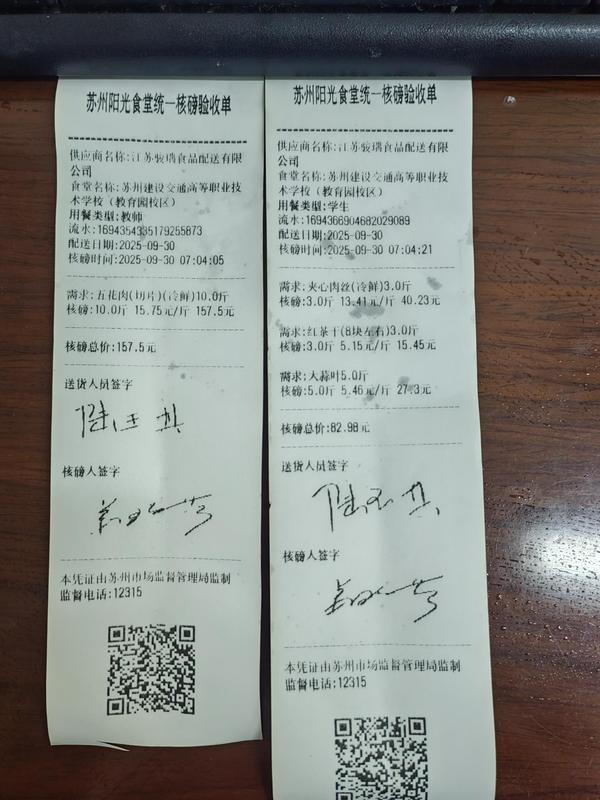 苏州阳光食堂统一核磅验收单
供应商名称:江苏骏瑞食品配送有限
公司
食堂名称:苏州建设交通高等职业技
术学校（教育园校区）
用餐类型:教师
流水:1694354335179255873
配送日期:2025-09-30
核磅时间:2025-09-30 07:04:05
需求:五花肉(切片)(冷鲜)10.0斤
核磅:10.0斤 15.75元/斤 157.5元
核磅总价:157.5元
送货人员签字
核磅人签字
本凭证由苏州市场监督管理局监制
监督电话:12315
苏州阳光食堂统一核磅验收单
供应商名称:江苏骏瑞食品配送有限
公司
食堂名称:苏州建设交通高等职业技
术学校（教育园校区）
用餐类型:学生
流水:1694366904682029089
配送日期:2025-09-30
核磅时间:2025-09-30 07:04:21
需求:夹心肉丝(冷鲜)3.0斤
核磅:3.0斤 13.41元/斤 40.23元
需求:红茶干(8块左右)3.0斤
核磅:3.0斤 5.15元/斤 15.45元
需求:大蒜叶5.0斤
核磅:5.0斤 5.46元/斤 27.3元
核磅总价:82.98元
送货人员签字
核磅人签字
本凭证由苏州市场监督管理局监制
监督电话:12315